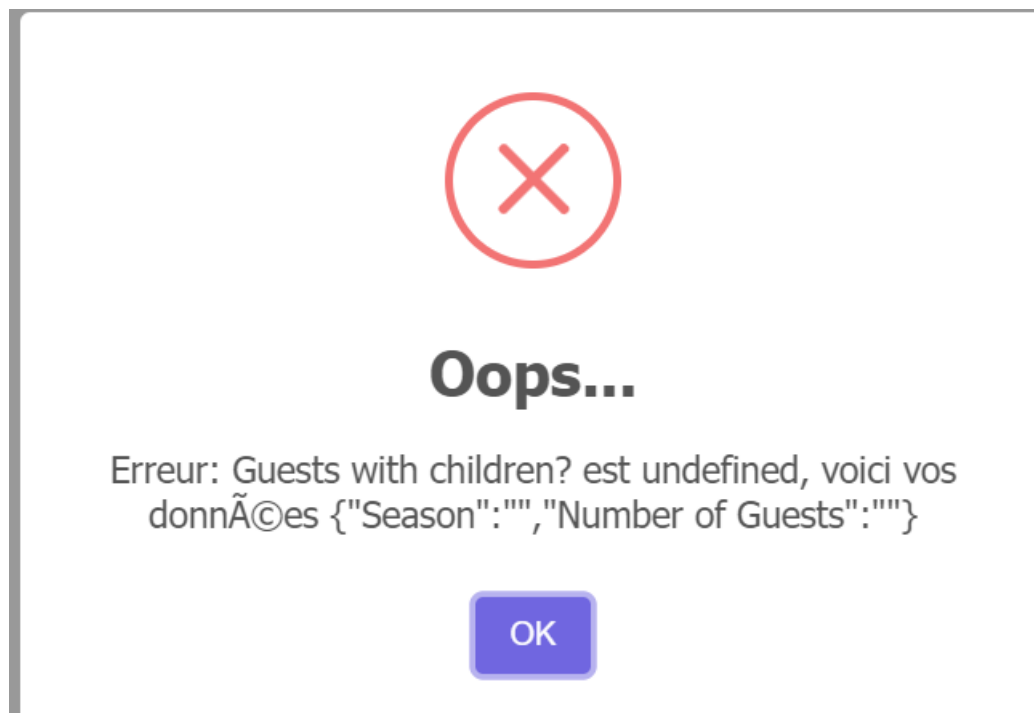 Oops...
Erreur: Guests with children? est undefined, voici vos
donnÃ©es {"Season":"","Number of Guests":""}
OK